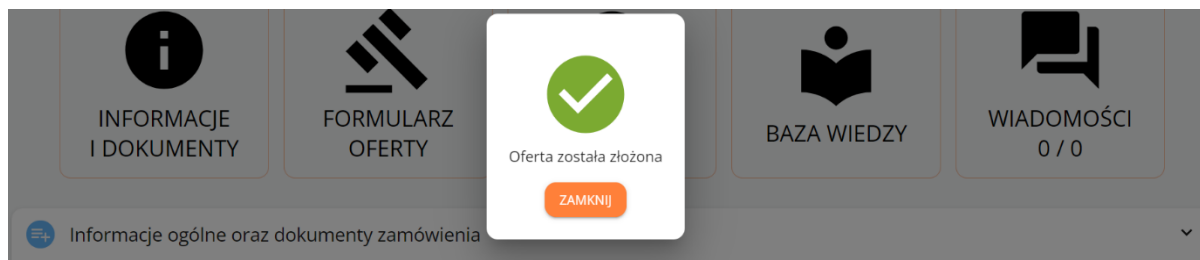 INFORMACJE
I DOKUMENTY
FORMULARZ
OFERTY
Oferta została złożona
ZAMKNIJ
BAZA WIEDZY
WIADOMOŚCI
0 / 0
Informacje ogólne oraz dokumenty zamówienia